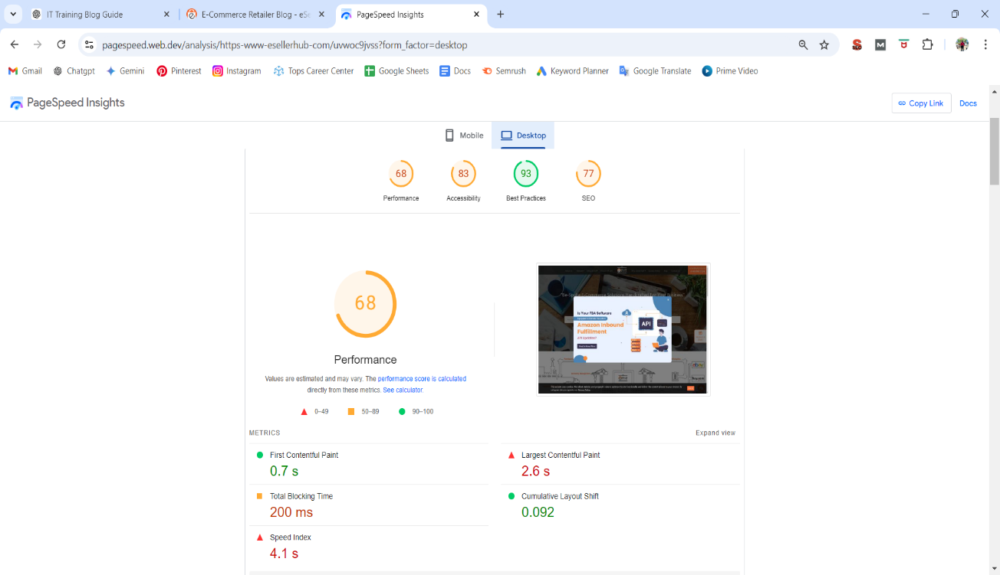 IT Training Blog Guide
E-Commerce Retailer Blog - eSe
PageSpeed Insights
pagespeed.web.dev/analysis/https-www-esellerhub-com/uvwoc9jvss?form_factor=desktop
Gmail Chatgpt Gemini Pinterest Instagram Tops Career Center Google Sheets Docs Semrush Keyword Planner Google Translate Prime Video
PageSpeed Insights
Copy Link Docs
Mobile Desktop
68 83 93 77
Performance Accessibility Best Practices SEO
68
Performance
Values are estimated and may vary. The performance score is calculated
directly from these metrics. See calculator.
0–49 50–89 90–100
Is Your FBA Software
Amazon Inbound
Fulfillment
API
METRICS Expand view
First Contentful Paint
0.7 s
Largest Contentful Paint
2.6 s
Total Blocking Time
200 ms
Cumulative Layout Shift
0.092
Speed Index
4.1 s